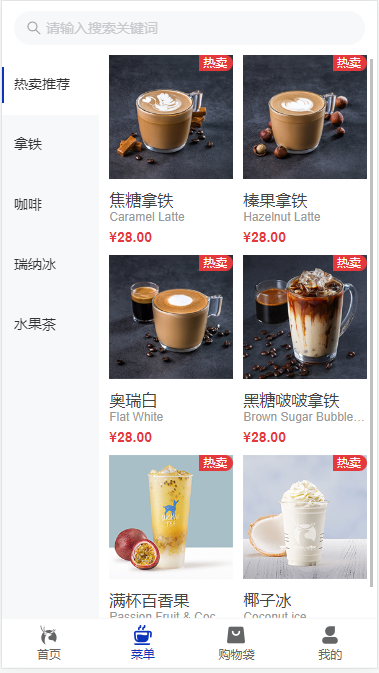 请输入搜索关键词
热卖推荐
拿铁
咖啡
瑞纳冰
水果茶
热卖
焦糖拿铁
Caramel Latte
¥28.00
热卖
榛果拿铁
Hazelnut Latte
¥28.00
热卖
奥瑞白
Flat White
¥28.00
热卖
黑糖啵啵拿铁
Brown Sugar Bubble...
¥28.00
热卖
满杯百香果
Passion Fruit & Coc
热卖
椰子冰
Coconut ice
首页
菜单
购物袋
我的